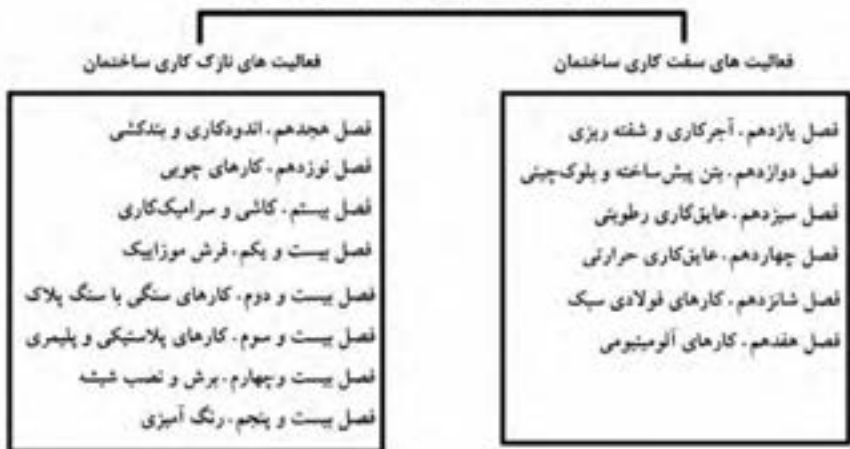 فعالیت های سفت کاری ساختمان
فصل یازدهم. آجرکاری و شفته ریزی
فصل دوازدهم. بتن پیش‌ساخته و بلوک‌چینی
فصل سیزدهم. عایق‌کاری رطوبتی
فصل چهاردهم. عایق‌کاری حرارتی
فصل شانزدهم. کارهای فولادی سبک
فصل هفدهم. کارهای آلومینیومی
فعالیت های نازک کاری ساختمان
فصل هجدهم. اندودکاری و بندکشی
فصل نوزدهم. کارهای چوبی
فصل بیستم. کاشی و سرامیک‌کاری
فصل بیست و یکم. فرش موزاییک
فصل بیست و دوم. کارهای سنگی با سنگ پلاک
فصل بیست و سوم. کارهای پلاستیکی و پلیمری
فصل بیست وچهارم. برش و نصب شیشه
فصل بیست و پنجم. رنگ آمیزی